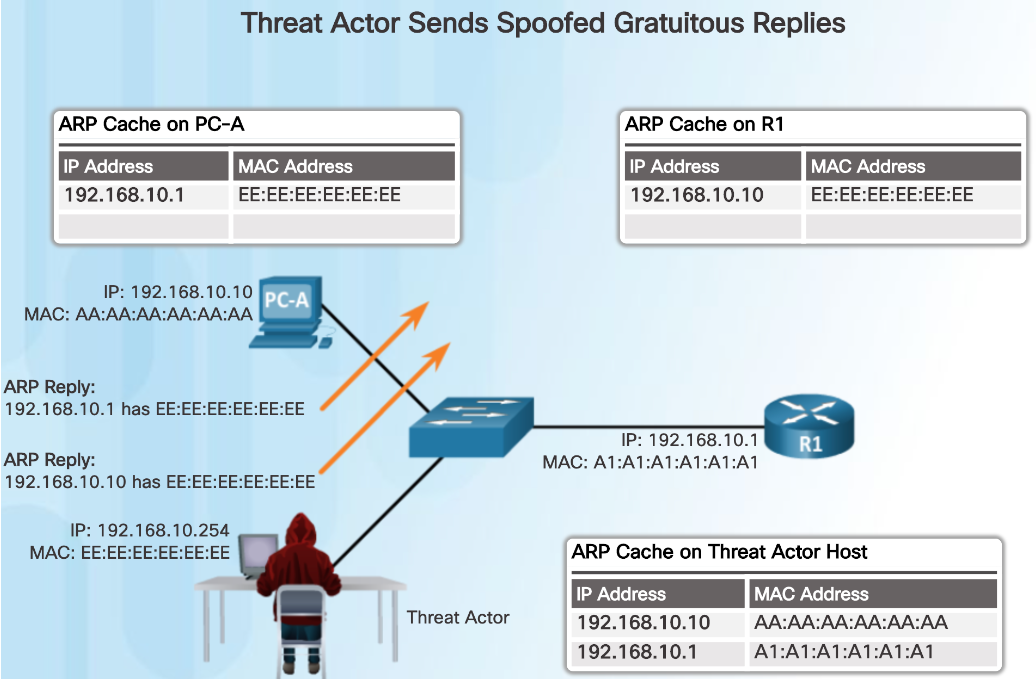 Threat Actor Sends Spoofed Gratuitous Replies
ARP Cache on PC-A
IP Address MAC Address
192.168.10.1 EE:EE:EE:EE:EE:EE
ARP Cache on R1
IP Address MAC Address
192.168.10.10 EE:EE:EE:EE:EE:EE
IP: 192.168.10.10
MAC: AA:AA:AA:AA:AA:AA
PC-A
ARP Reply:
192.168.10.1 has EE:EE:EE:EE:EE:EE
ARP Reply:
192.168.10.10 has EE:EE:EE:EE:EE:EE
IP: 192.168.10.1
MAC: A1:A1:A1:A1:A1:A1
R1
IP: 192.168.10.254
MAC: EE:EE:EE:EE:EE:EE
Threat Actor
ARP Cache on Threat Actor Host
IP Address MAC Address
192.168.10.10 AA:AA:AA:AA:AA:AA
192.168.10.1 A1:A1:A1:A1:A1:A1